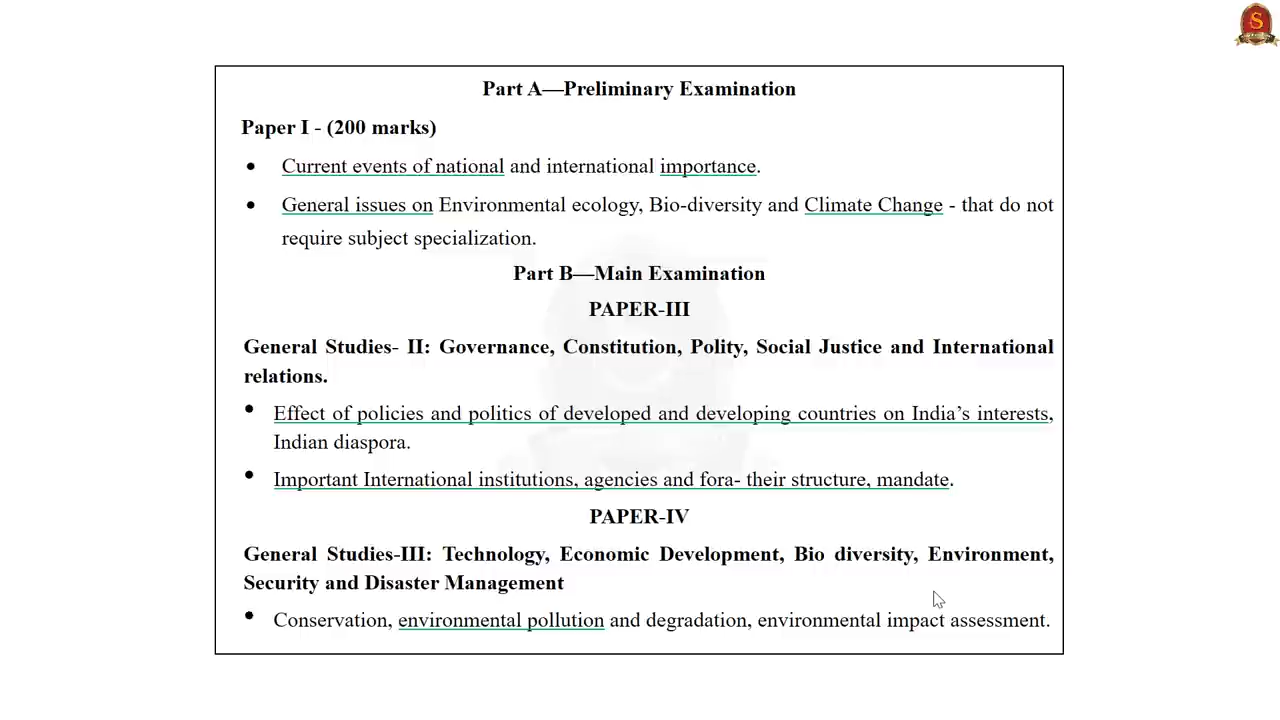 Part A—Preliminary Examination
Paper I - (200 marks)
• Current events of national and international importance.
• General issues on Environmental ecology, Bio-diversity and Climate Change - that do not
require subject specialization.
Part B—Main Examination
PAPER-III
General Studies- II: Governance, Constitution, Polity, Social Justice and International
relations.
• Effect of policies and politics of developed and developing countries on India’s interests,
Indian diaspora.
• Important International institutions, agencies and fora- their structure, mandate.
PAPER-IV
General Studies-III: Technology, Economic Development, Bio diversity, Environment,
Security and Disaster Management
• Conservation, environmental pollution and degradation, environmental impact assessment.
S